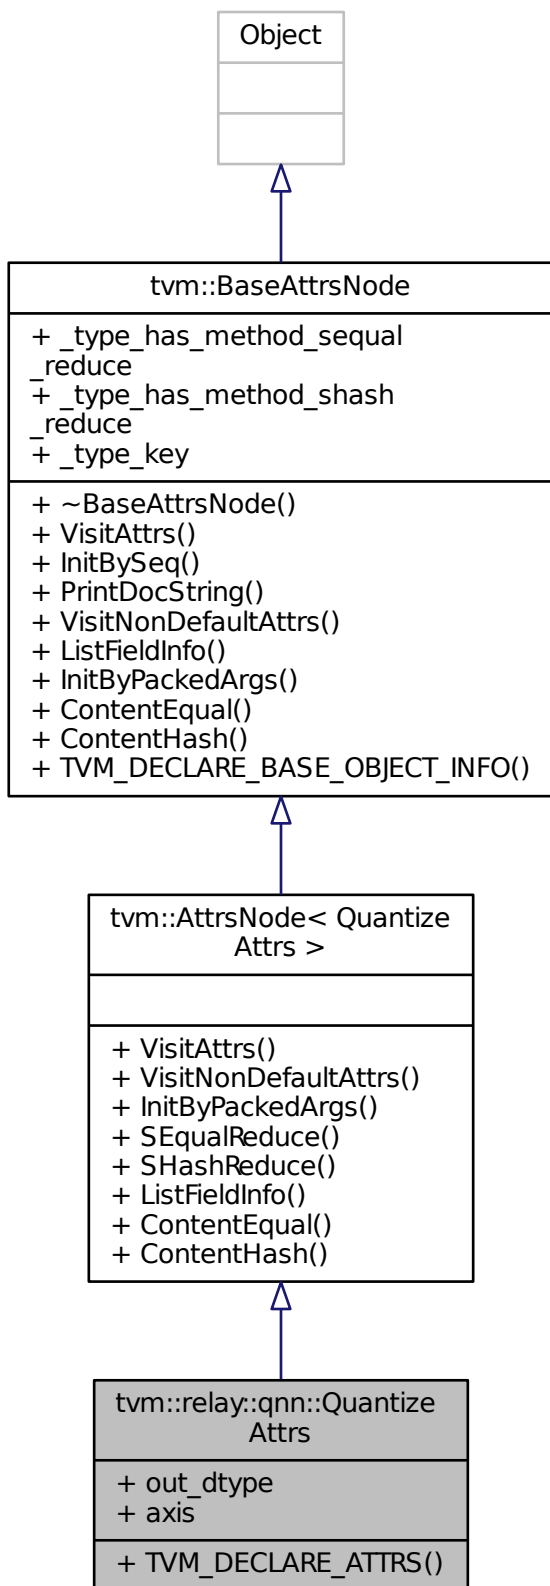 Object
tvm::BaseAttrsNode
+ _type_has_method_sequal
_reduce
+ _type_has_method_shash
_reduce
+ _type_key
+ ~BaseAttrsNode()
+ VisitAttrs()
+ InitBySeq()
+ PrintDocString()
+ VisitNonDefaultAttrs()
+ ListFieldInfo()
+ InitByPackedArgs()
+ ContentEqual()
+ ContentHash()
+ TVM_DECLARE_BASE_OBJECT_INFO()
tvm::AttrsNode< Quantize
Attrs >
+ VisitAttrs()
+ VisitNonDefaultAttrs()
+ InitByPackedArgs()
+ SEqualReduce()
+ SHashReduce()
+ ListFieldInfo()
+ ContentEqual()
+ ContentHash()
tvm::relay::qnn::Quantize
Attrs
+ out_dtype
+ axis
+ TVM_DECLARE_ATTRS()